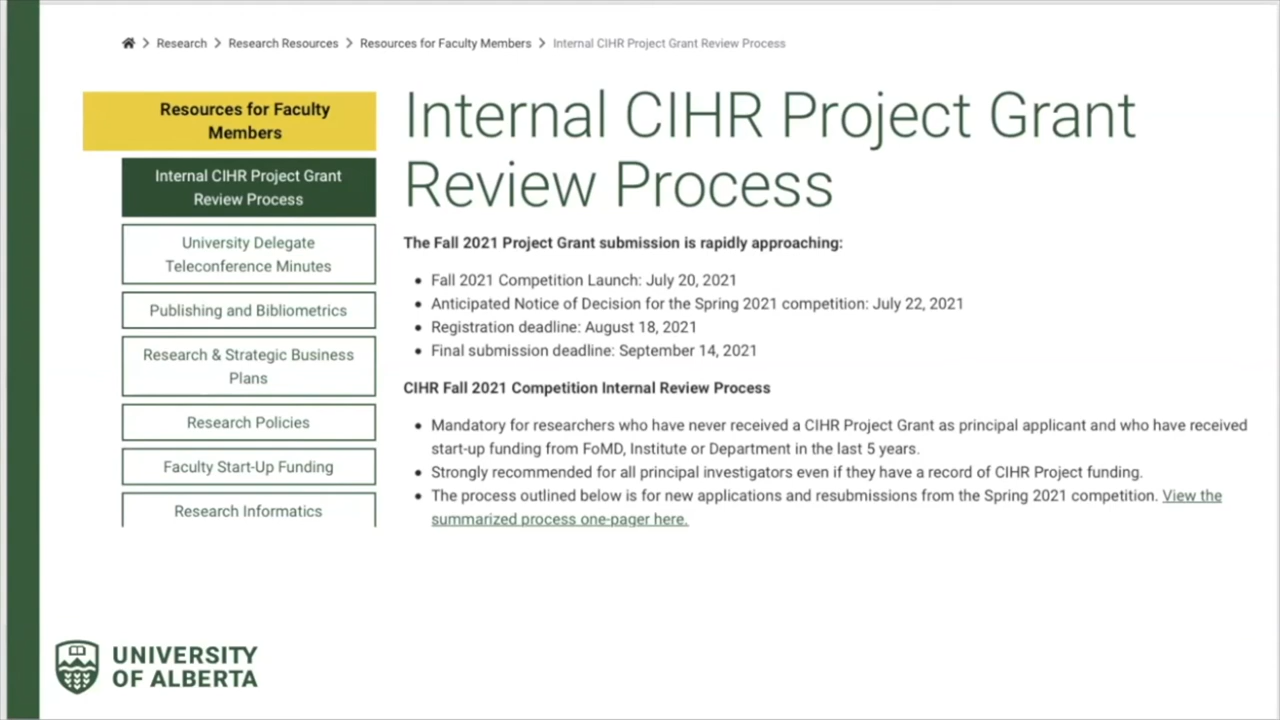 Research
Research Resources
Resources for Faculty Members
Internal CIHR Project Grant Review Process
Resources for Faculty
Members
Internal CIHR Project Grant
Review Process
University Delegate
Teleconference Minutes
Publishing and Bibliometrics
Research & Strategic Business
Plans
Research Policies
Faculty Start-Up Funding
Research Informatics
Internal CIHR Project Grant
Review Process
The Fall 2021 Project Grant submission is rapidly approaching:
Fall 2021 Competition Launch: July 20, 2021
Anticipated Notice of Decision for the Spring 2021 competition: July 22, 2021
Registration deadline: August 18, 2021
Final submission deadline: September 14, 2021
CIHR Fall 2021 Competition Internal Review Process
Mandatory for researchers who have never received a CIHR Project Grant as principal applicant and who have received
start-up funding from FoMD, Institute or Department in the last 5 years.
Strongly recommended for all principal investigators even if they have a record of CIHR Project funding.
The process outlined below is for new applications and resubmissions from the Spring 2021 competition. View the
summarized process one-pager here.
UNIVERSITY
OF ALBERTA